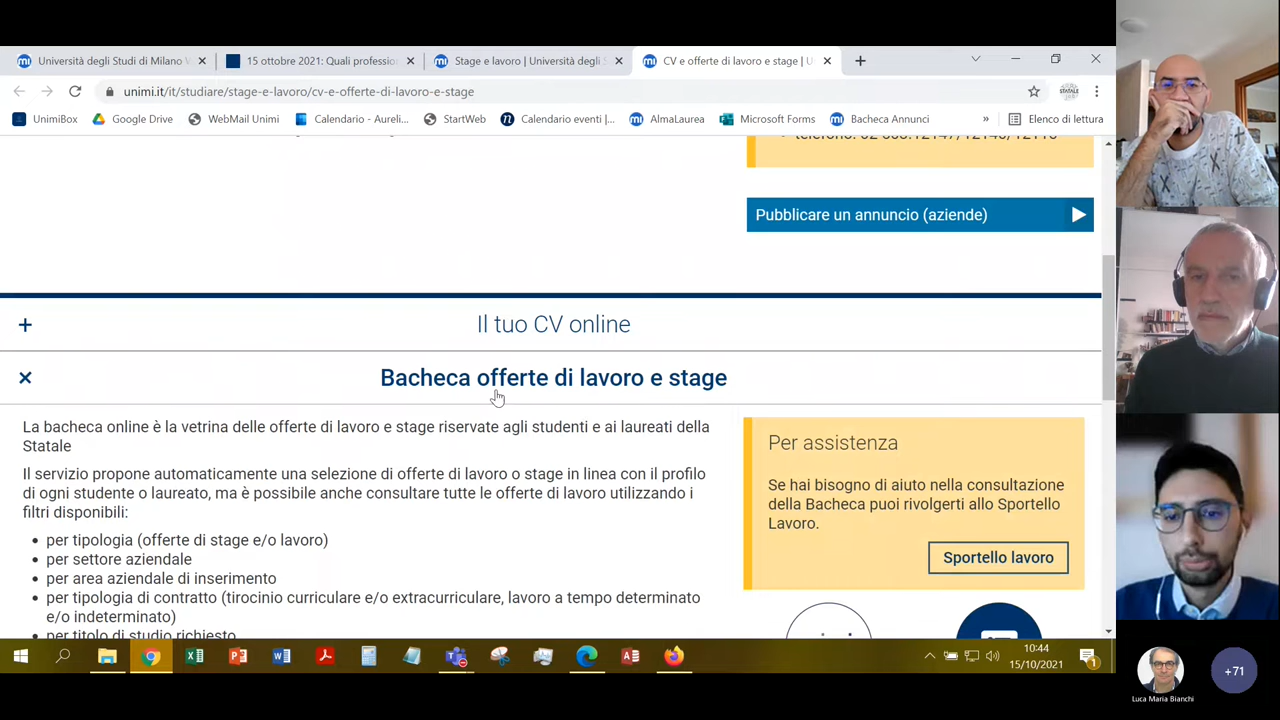 Università degli Studi di Milano
15 ottobre 2021: Quali professio
Stage e lavoro | Università degli S
CV e offerte di lavoro e stage | U
unimi.it/it/studiare/stage-e-lavoro/cv-e-offerte-di-lavoro-e-stage
STATALE
UnimiBox
Google Drive
WebMail Unimi
Calendario - Aureli...
StartWeb
Calendario eventi |...
AlmaLaurea
Microsoft Forms
Bacheca Annunci
»
Elenco di lettura
Pubblicare un annuncio (aziende)
+ Il tuo CV online
× Bacheca offerte di lavoro e stage
La bacheca online è la vetrina delle offerte di lavoro e stage riservate agli studenti e ai laureati della
Statale
Il servizio propone automaticamente una selezione di offerte di lavoro o stage in linea con il profilo
di ogni studente o laureato, ma è possibile anche consultare tutte le offerte di lavoro utilizzando i
filtri disponibili:
• per tipologia (offerte di stage e/o lavoro)
• per settore aziendale
• per area aziendale di inserimento
• per tipologia di contratto (tirocinio curriculare e/o extracurriculare, lavoro a tempo determinato
e/o indeterminato)
• per titolo di studio richiesto
Per assistenza
Se hai bisogno di aiuto nella consultazione
della Bacheca puoi rivolgerti allo Sportello
Lavoro.
Sportello lavoro
10:44
15/10/2021
1
Luca Maria Bianchi
+71